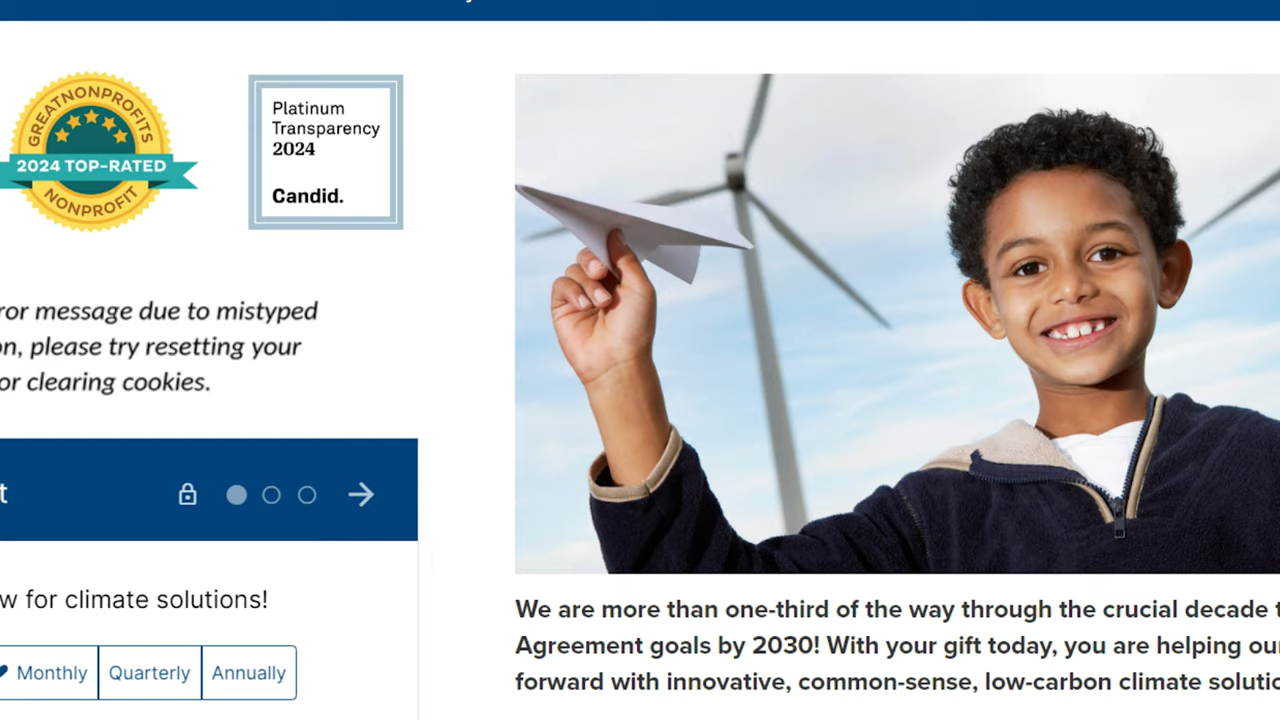 GREATNONPROFITS
2024 TOP-RATED
NONPROFIT
Platinum
Transparency
2024
Candid.
message due to mistyped
please try resetting your
or clearing cookies.
for climate solutions!
Monthly
Quarterly
Annually
We are more than one-third of the way through the crucial decade
Agreement goals by 2030! With your gift today, you are helping
forward with innovative, common-sense, low-carbon climate